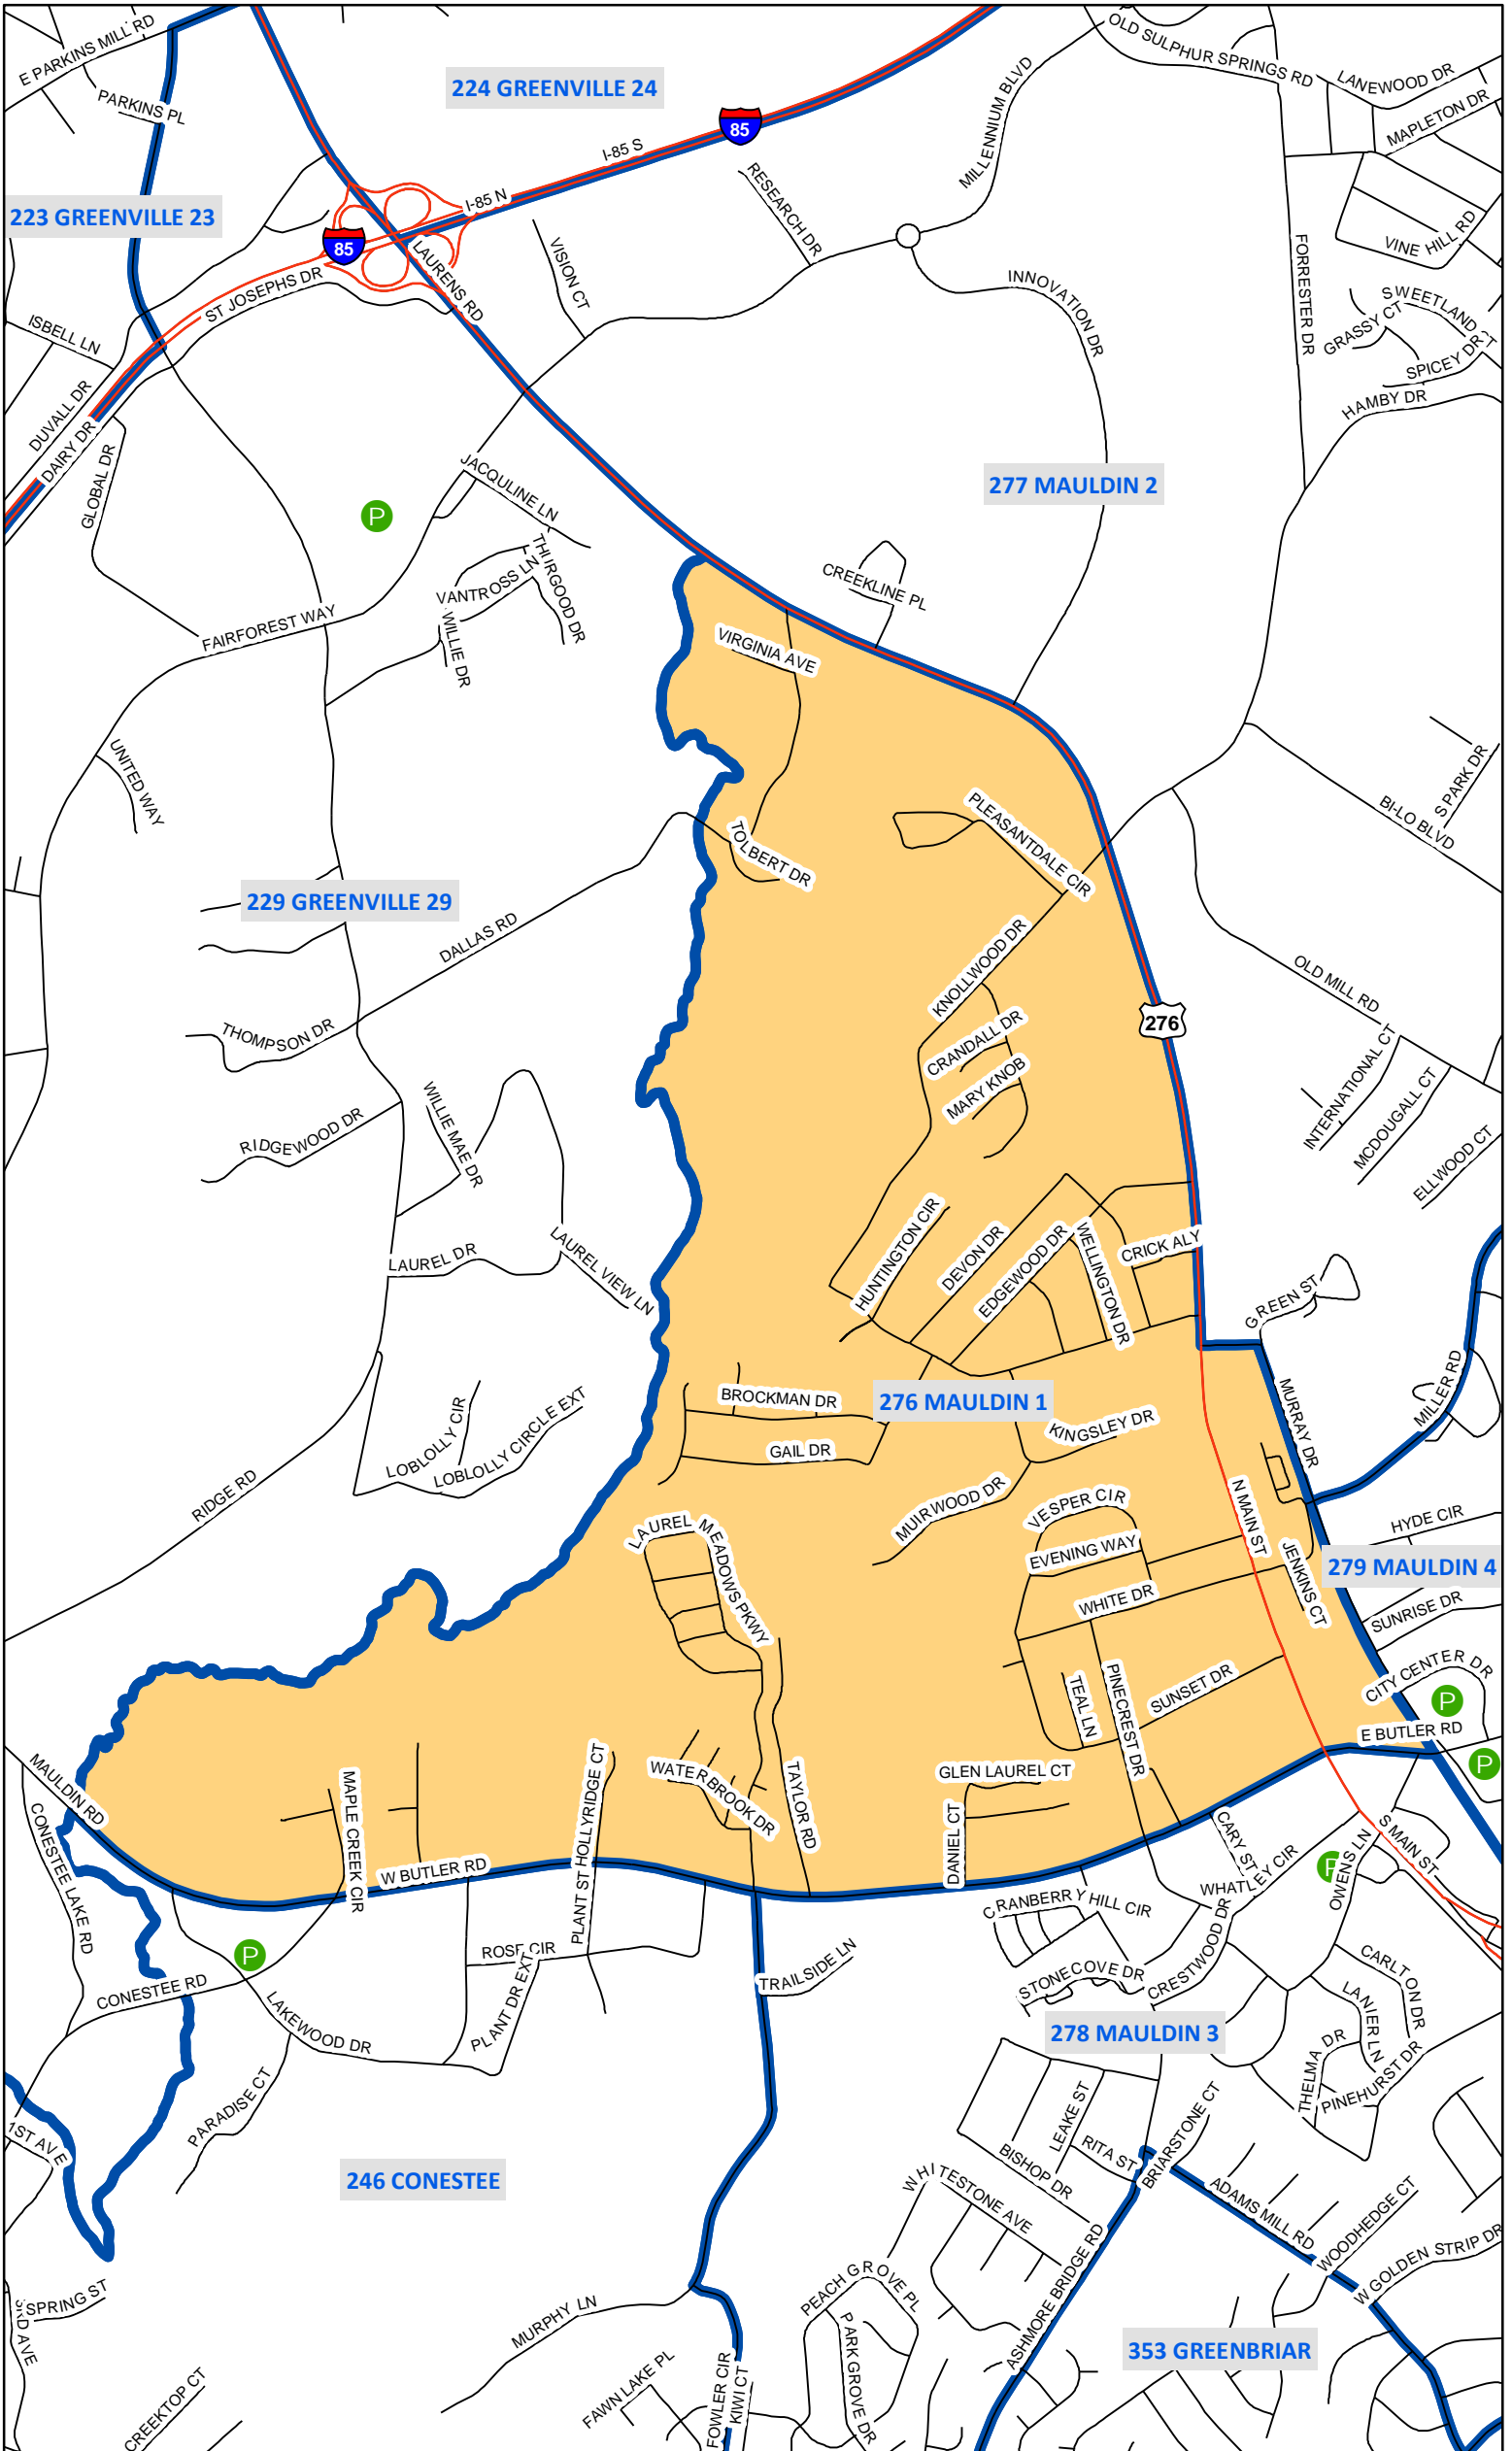 E PARKINS MILL RD
PARKINS PL
224 GREENVILLE 24
OLD SULPHUR SPRINGS RD
LANEWOOD DR
MAPLETON DR
MILLENNIUM BLVD
85
I-85 S
I-85 N
RESEARCH DR
223 GREENVILLE 23
85
ST JOSEPHS DR
LAURENS RD
VISION CT
VINE HILL RD
FORRESTER DR
INNOVATION DR
SWEETLAND CT
GRASSY CT
SPICEY DR
HAMBY DR
ISBELL LN
DUVALL DR
DAIRY DR
GLOBAL DR
JACQULINE LN
277 MAULDIN 2
P
THURGOOD DR
VANTROSS LN
WILLIE DR
CREEKLINE PL
FAIRFOREST WAY
VIRGINIA AVE
UNITED WAY
S PARK DR
BI-LO BLVD
PLEASANTDALE CIR
TOLBERT DR
229 GREENVILLE 29
DALLAS RD
KNOLLWOOD DR
OLD MILL RD
276
THOMPSON DR
CRANDALL DR
MARY KNOB
INTERNATIONAL CT
MCDOUGALL CT
ELLWOOD CT
RIDGEWOOD DR
WILLIE MAE DR
LAUREL DR
LAUREL VIEW LN
HUNTINGTON CIR
DEVON DR
EDGEWOOD DR
WELLINGTON DR
CRICK ALY
GREEN ST
MILLER RD
MURRAY DR
BROCKMAN DR
276 MAULDIN 1
GAIL DR
KINGSLEY DR
LOBLOLLY CIR
LOBLOLLY CIRCLE EXT
RIDGE RD
MUIRWOOD DR
VESPER CIR
N MAIN ST
HYDE CIR
LAUREL MEADOWS PKWY
EVENING WAY
JENKINS CT
279 MAULDIN 4
WHITE DR
SUNRISE DR
CITY CENTER DR
TEAL LN
PINECREST DR
SUNSET DR
P
E BUTLER RD
P
MAULDIN RD
MAPLE CREEK CIR
PLANT ST HOLLYRIDGE CT
WATERBROOK DR
TAYLOR RD
GLEN LAUREL CT
DANIEL CT
CONESTEE LAKE RD
W BUTLER RD
CARY ST
WHATLEY CIR
OWENS LN
S MAIN ST
P
CRANBERRY HILL CIR
P
ROSE CIR
PLANT DR EXT
TRAILSIDE LN
STONECOVE DR
CRESTWOOD DR
CARLTON DR
LANIER LN
CONESTEE RD
LAKEWOOD DR
278 MAULDIN 3
THELMA DR
PINEHURST DR
PARADISE CT
1ST AVE
LEAKE ST
RITA ST
BRIARSTONE CT
BISHOP DR
246 CONESTEE
WHITESTONE AVE
ADAMS MILL RD
WOODHEDGE CT
W GOLDEN STRIP DR
SPRING ST
3RD AVE
MURPHY LN
PEACH GROVE PL
PARK GROVE DR
ASHMORE BRIDGE RD
353 GREENBRIAR
FAWN LAKE PL
FOWLER CIR
KIWI CT
CREEKTOP CT